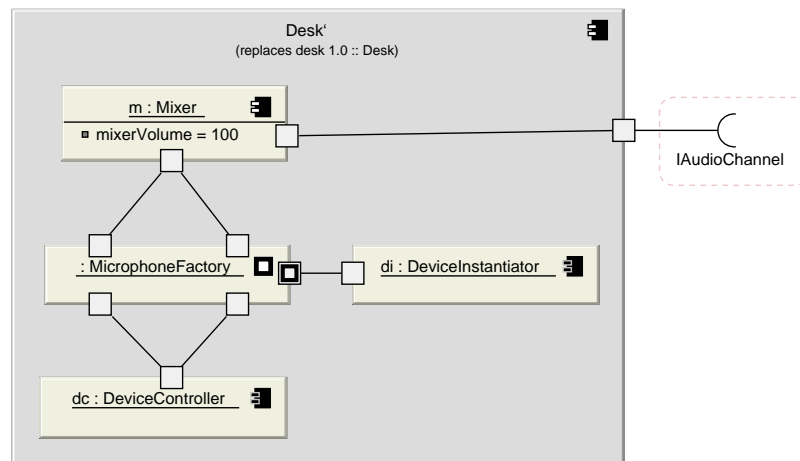 Desk‘
(replaces desk 1.0 :: Desk)
m : Mixer
mixerVolume = 100
IAudioChannel
: MicrophoneFactory
di : DeviceInstantiator
dc : DeviceController